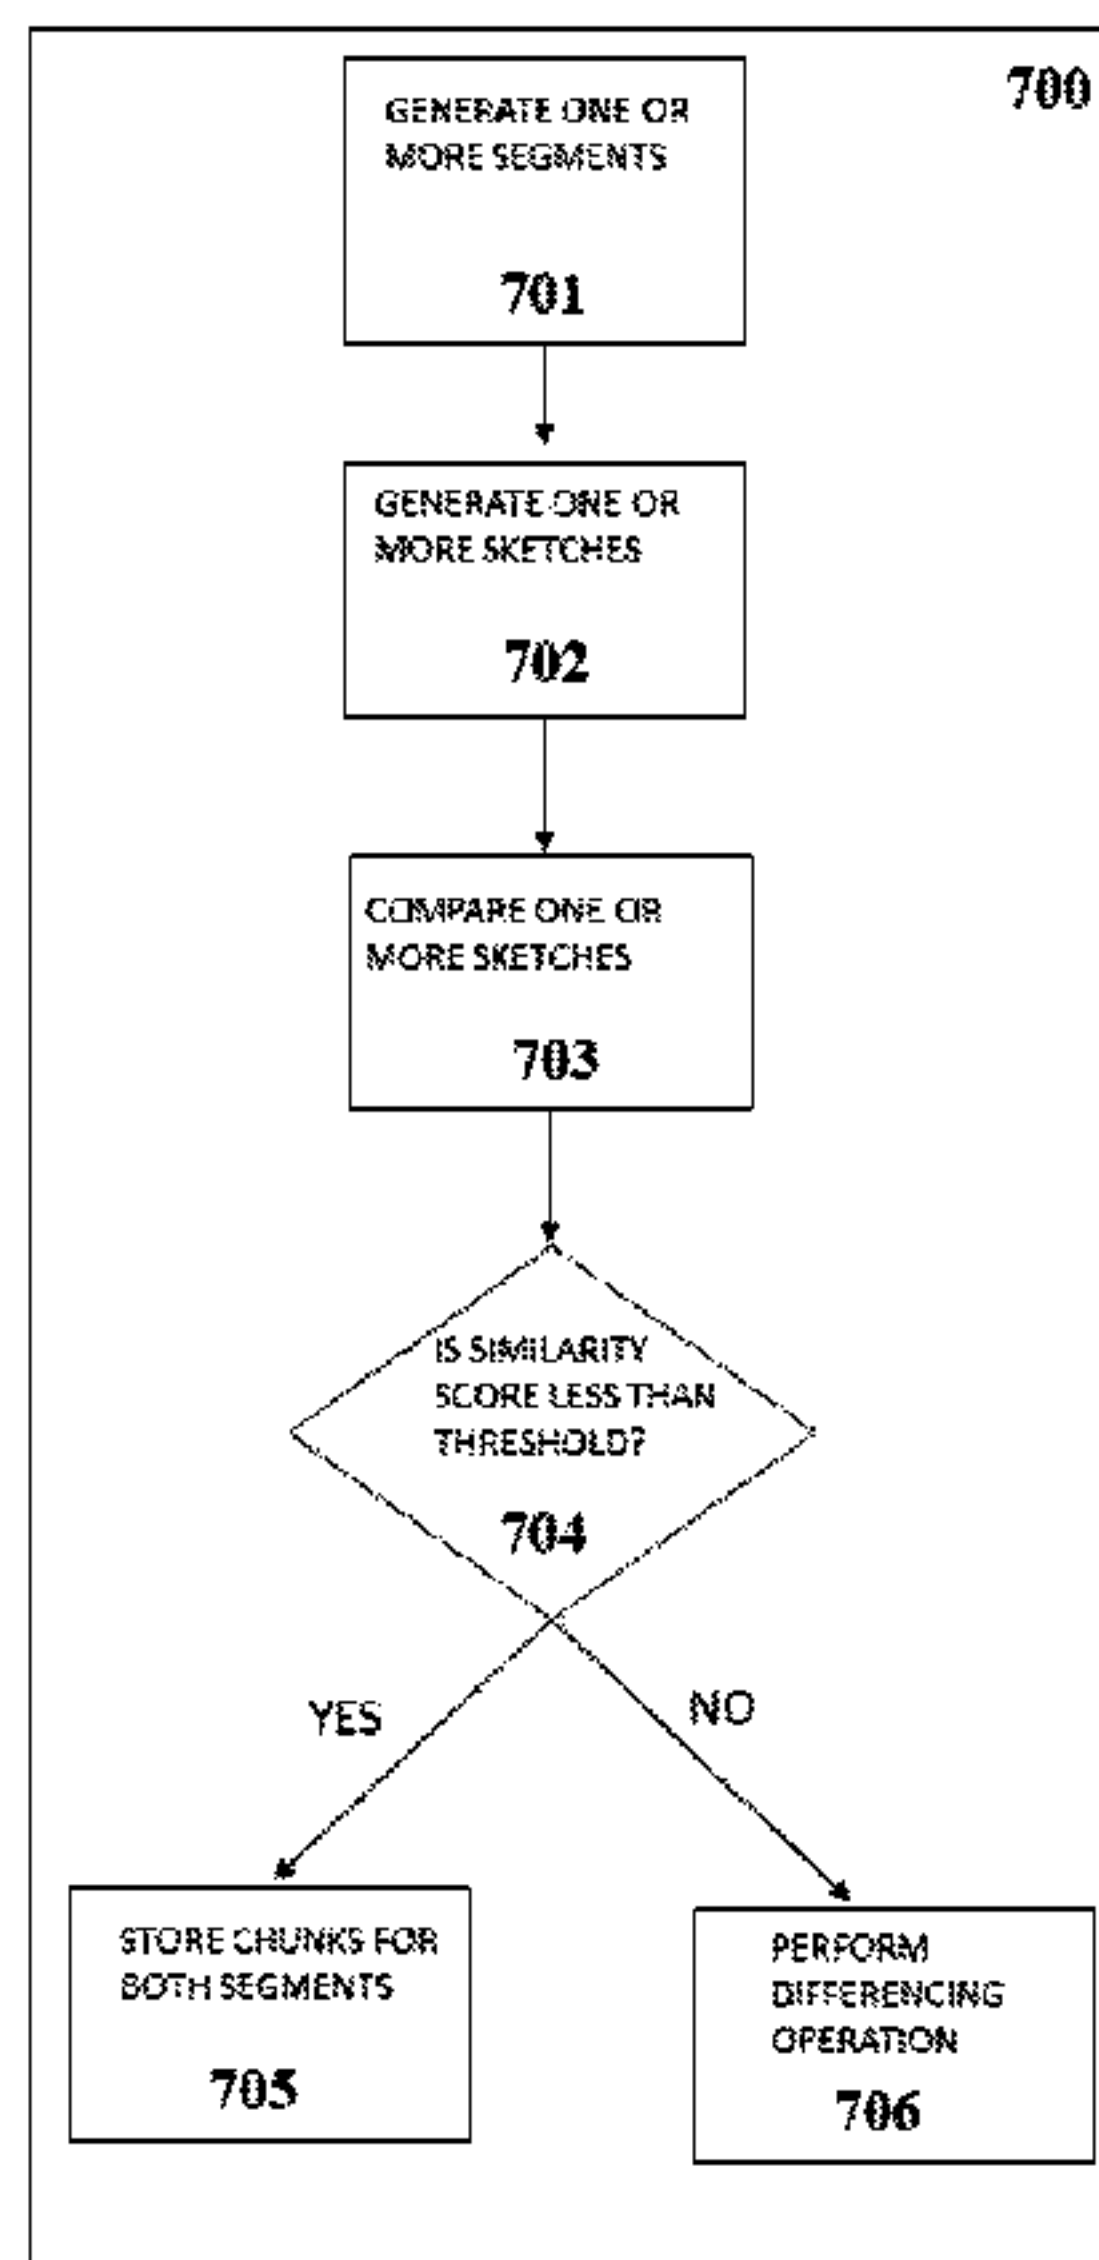 700
GENERATE ONE OR
MORE SEGMENTS
701
GENERATE ONE OR
MORE SKETCHES
702
COMPARE ONE OR
MORE SKETCHES
703
IS SIMILARITY
SCORE LESS THAN
THRESHOLD?
704
YES
NO
STORE CHUNKS FOR
BOTH SEGMENTS
705
PERFORM
DIFFERENCING
OPERATION
706